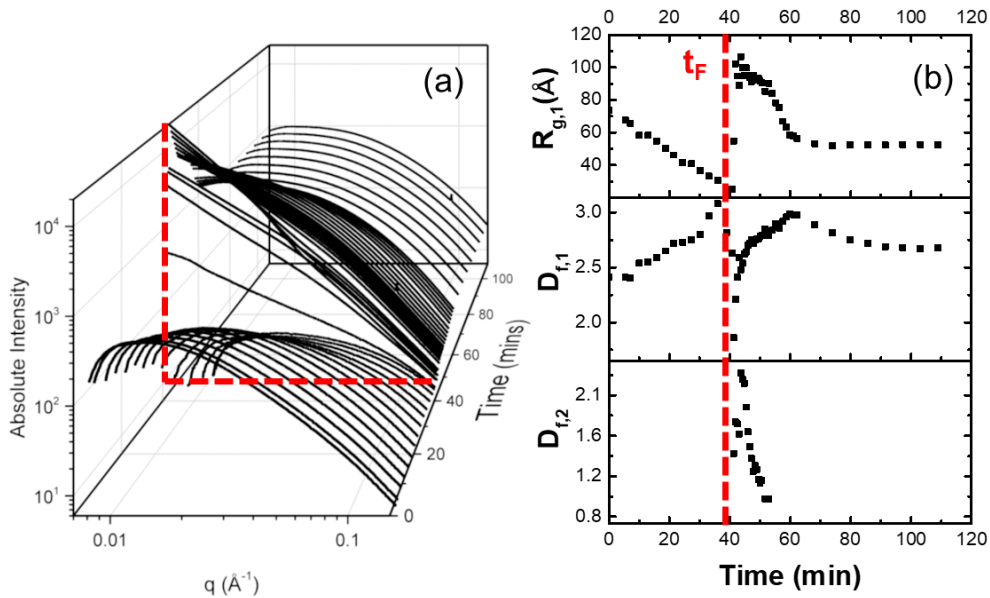 (a)
Absolute Intensity
10⁴
10³
10²
10¹
0.01
0.1
q (Å⁻¹)
0
20
40
60
80
100
Time (mins)
(b)
0 20 40 60 80 100 120
t_F
R_g,1(Å)
120
100
80
60
40
D_f,1
3.0
2.5
2.0
D_f,2
2.1
1.6
1.2
0.8
0 20 40 60 80 100 120
Time (min)